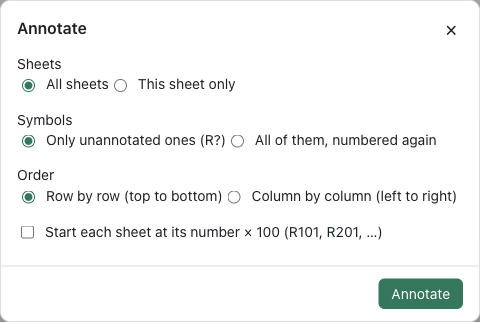 Annotate
Sheets
All sheets This sheet only
Symbols
Only unannotated ones (R?) All of them, numbered again
Order
Row by row (top to bottom) Column by column (left to right)
Start each sheet at its number × 100 (R101, R201, ...)
Annotate